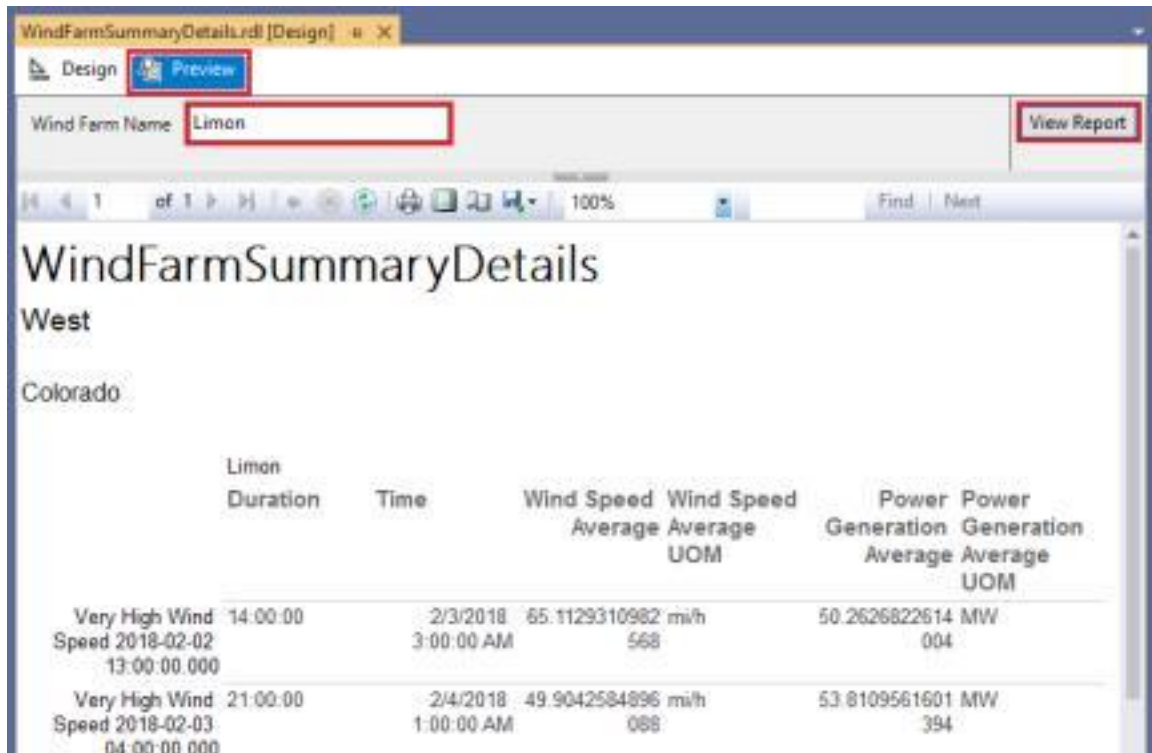 WindFarmSummaryDetails.rdl [Design]
Design Preview
Wind Farm Name Limon View Report
1 of 1 100% Find | Next
WindFarmSummaryDetails
West
Colorado
Limon
Duration Time Wind Speed Wind Speed Power Power
Average Average Generation Generation
UOM Average Average
UOM
Very High Wind 14:00:00 2/3/2018 65.1129310982 mi/h 50.2626822614 MW
Speed 2018-02-02 3:00:00 AM 568 004
13:00:00.000
Very High Wind 21:00:00 2/4/2018 49.9042584896 mi/h 53.8109561601 MW
Speed 2018-02-03 1:00:00 AM 088 394
04:00:00.000